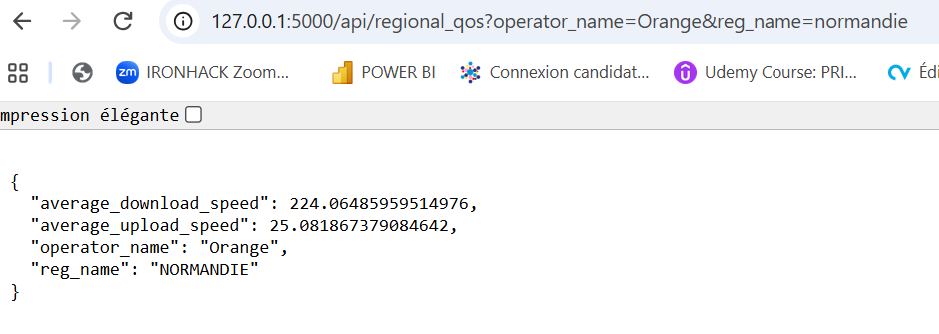 127.0.0.1:5000/api/regional_qos?operator_name=Orange&reg_name=normandie
zm IRONHACK Zoom... POWER BI Connexion candidat... Udemy Course: PRI... Édi
mpression élégante
{
"average_download_speed": 224.06485959514976,
"average_upload_speed": 25.081867379084642,
"operator_name": "Orange",
"reg_name": "NORMANDIE"
}